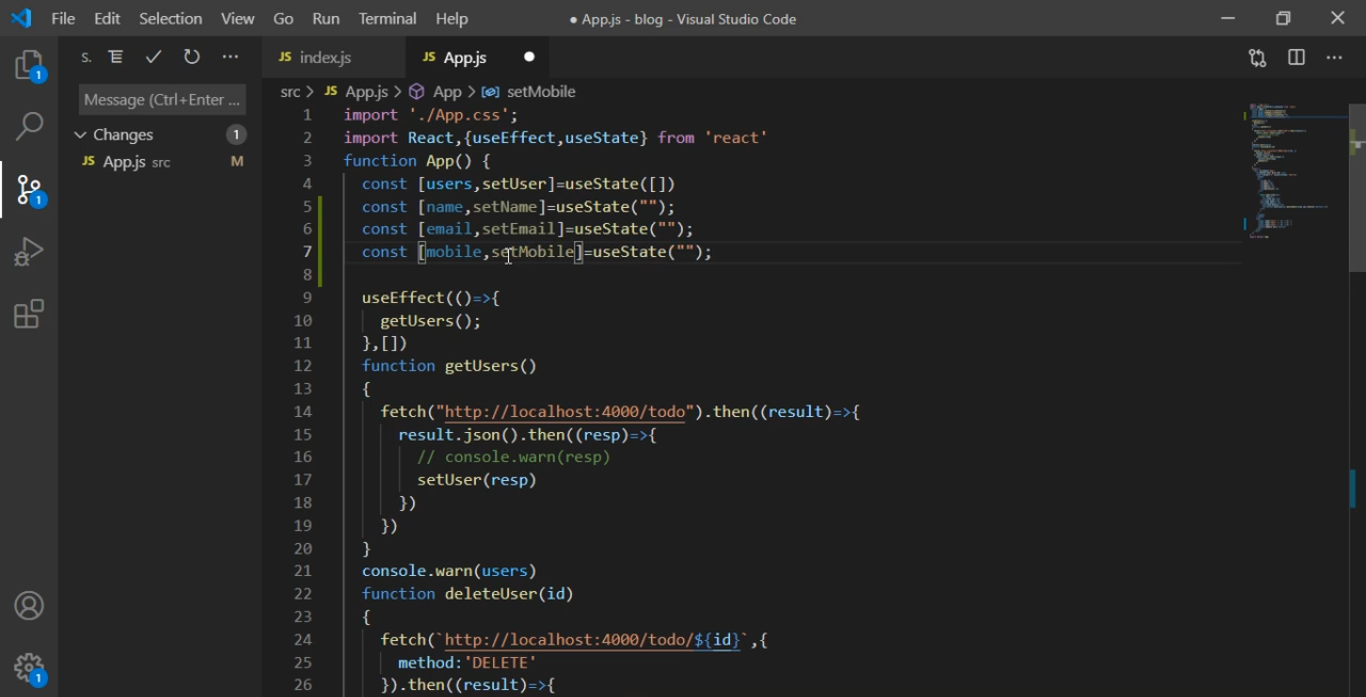 File Edit Selection View Go Run Terminal Help
● App.js - blog - Visual Studio Code
S.
JS index.js
JS App.js ●
Message (Ctrl+Enter ...
src > JS App.js > App > setMobile
Changes 1
JS App.js src M
1
1
1
1 import './App.css';
2 import React,{useEffect,useState} from 'react'
3 function App() {
4 const [users,setUser]=useState([])
5 const [name,setName]=useState("");
6 const [email,setEmail]=useState("");
7 const [mobile,setMobile]=useState("");
8
9 useEffect(()=>{
10 getUsers();
11 },[])
12 function getUsers()
13 {
14 fetch("http://localhost:4000/todo").then((result)=>{
15 result.json().then((resp)=>{
16 // console.warn(resp)
17 setUser(resp)
18 })
19 })
20 }
21 console.warn(users)
22 function deleteUser(id)
23 {
24 fetch(`http://localhost:4000/todo/${id}`,{
25 method:'DELETE'
26 }).then((result)=>{